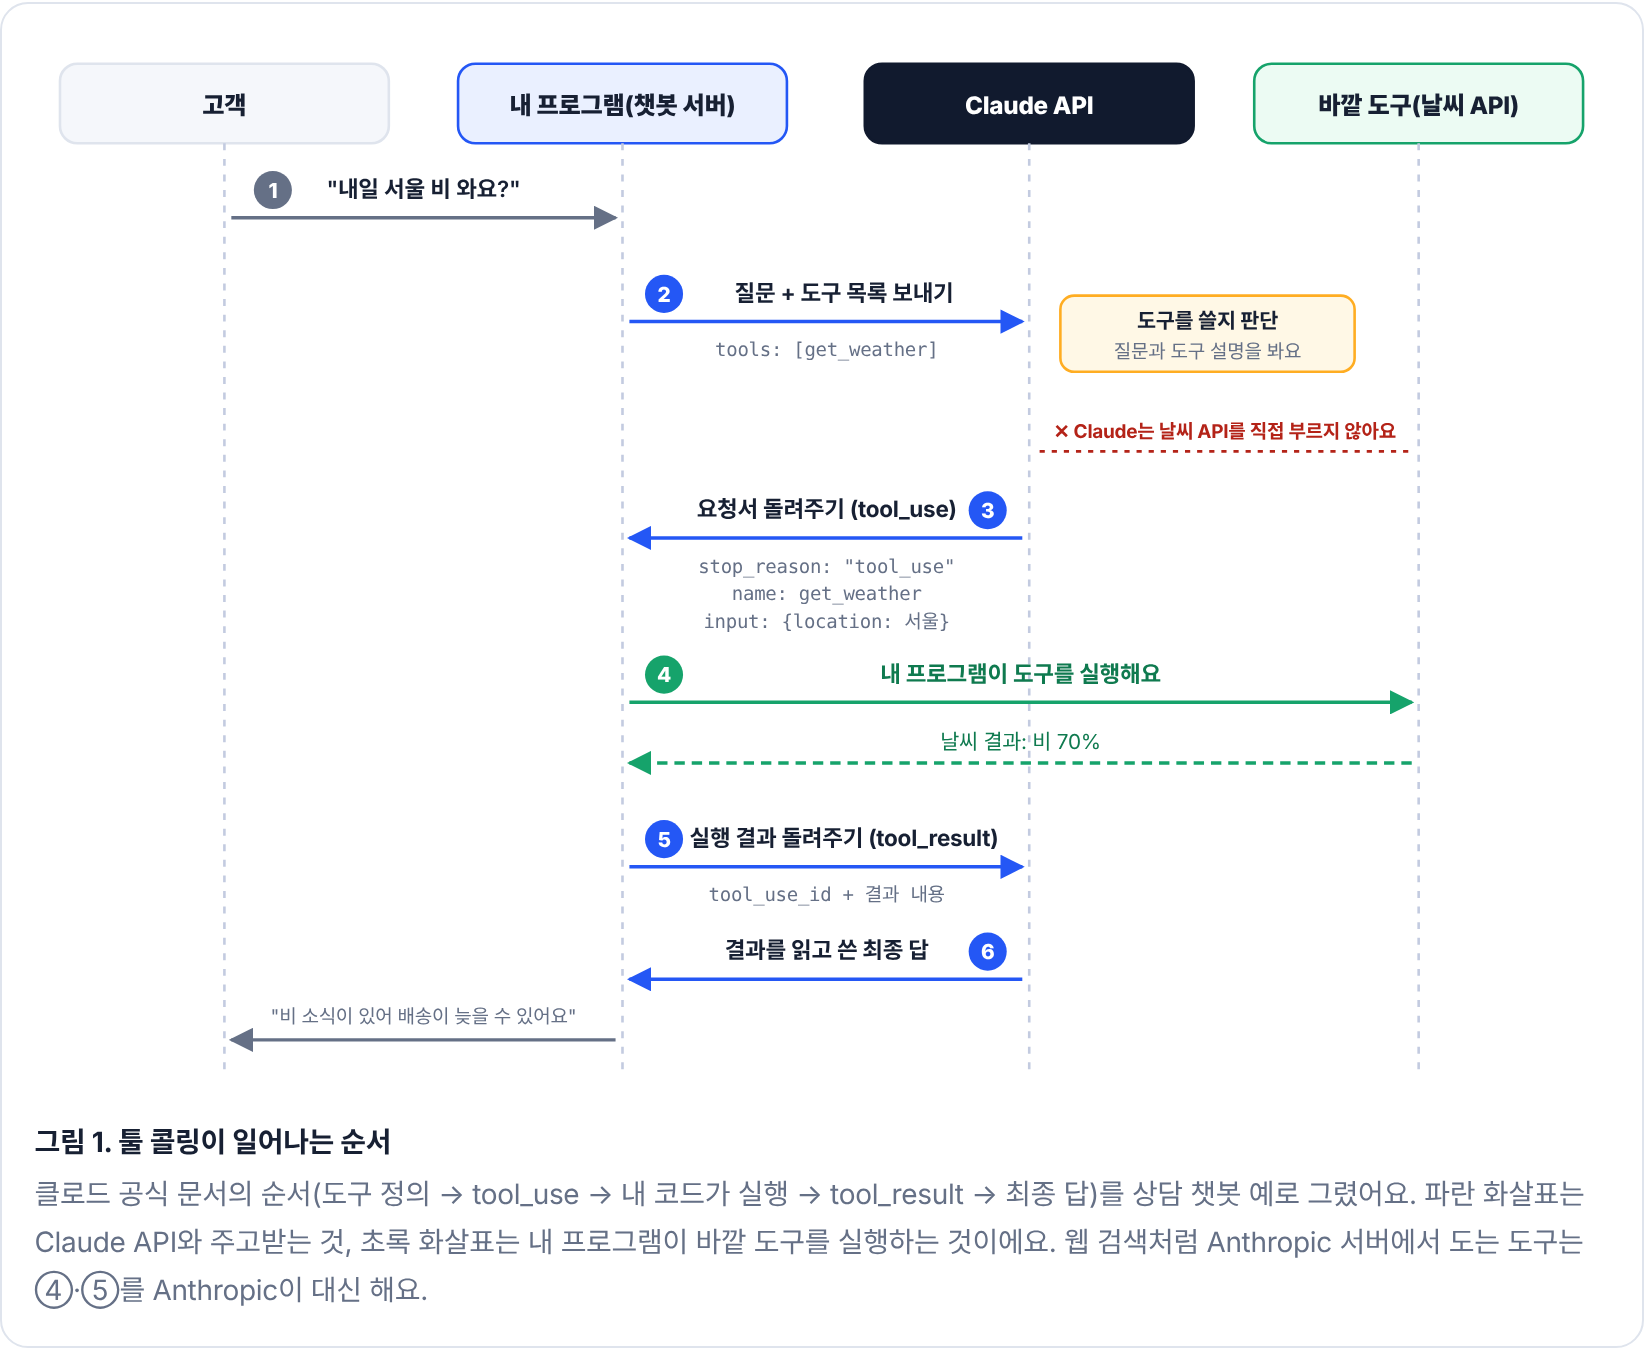 고객
내 프로그램(챗봇 서버)
Claude API
바깥 도구(날씨 API)
1 "내일 서울 비 와요?"
2 질문 + 도구 목록 보내기
tools: [get_weather]
도구를 쓸지 판단
질문과 도구 설명을 봐요
✕ Claude는 날씨 API를 직접 부르지 않아요
요청서 돌려주기 (tool_use) 3
stop_reason: "tool_use"
name: get_weather
input: {location: 서울}
4 내 프로그램이 도구를 실행해요
날씨 결과: 비 70%
5 실행 결과 돌려주기 (tool_result)
tool_use_id + 결과 내용
결과를 읽고 쓴 최종 답 6
"비 소식이 있어 배송이 늦을 수 있어요"
그림 1. 툴 콜링이 일어나는 순서
클로드 공식 문서의 순서(도구 정의 → tool_use → 내 코드가 실행 → tool_result → 최종 답)를 상담 챗봇 예로 그렸어요. 파란 화살표는
Claude API와 주고받는 것, 초록 화살표는 내 프로그램이 바깥 도구를 실행하는 것이에요. 웹 검색처럼 Anthropic 서버에서 도는 도구는
④·⑤를 Anthropic이 대신 해요.